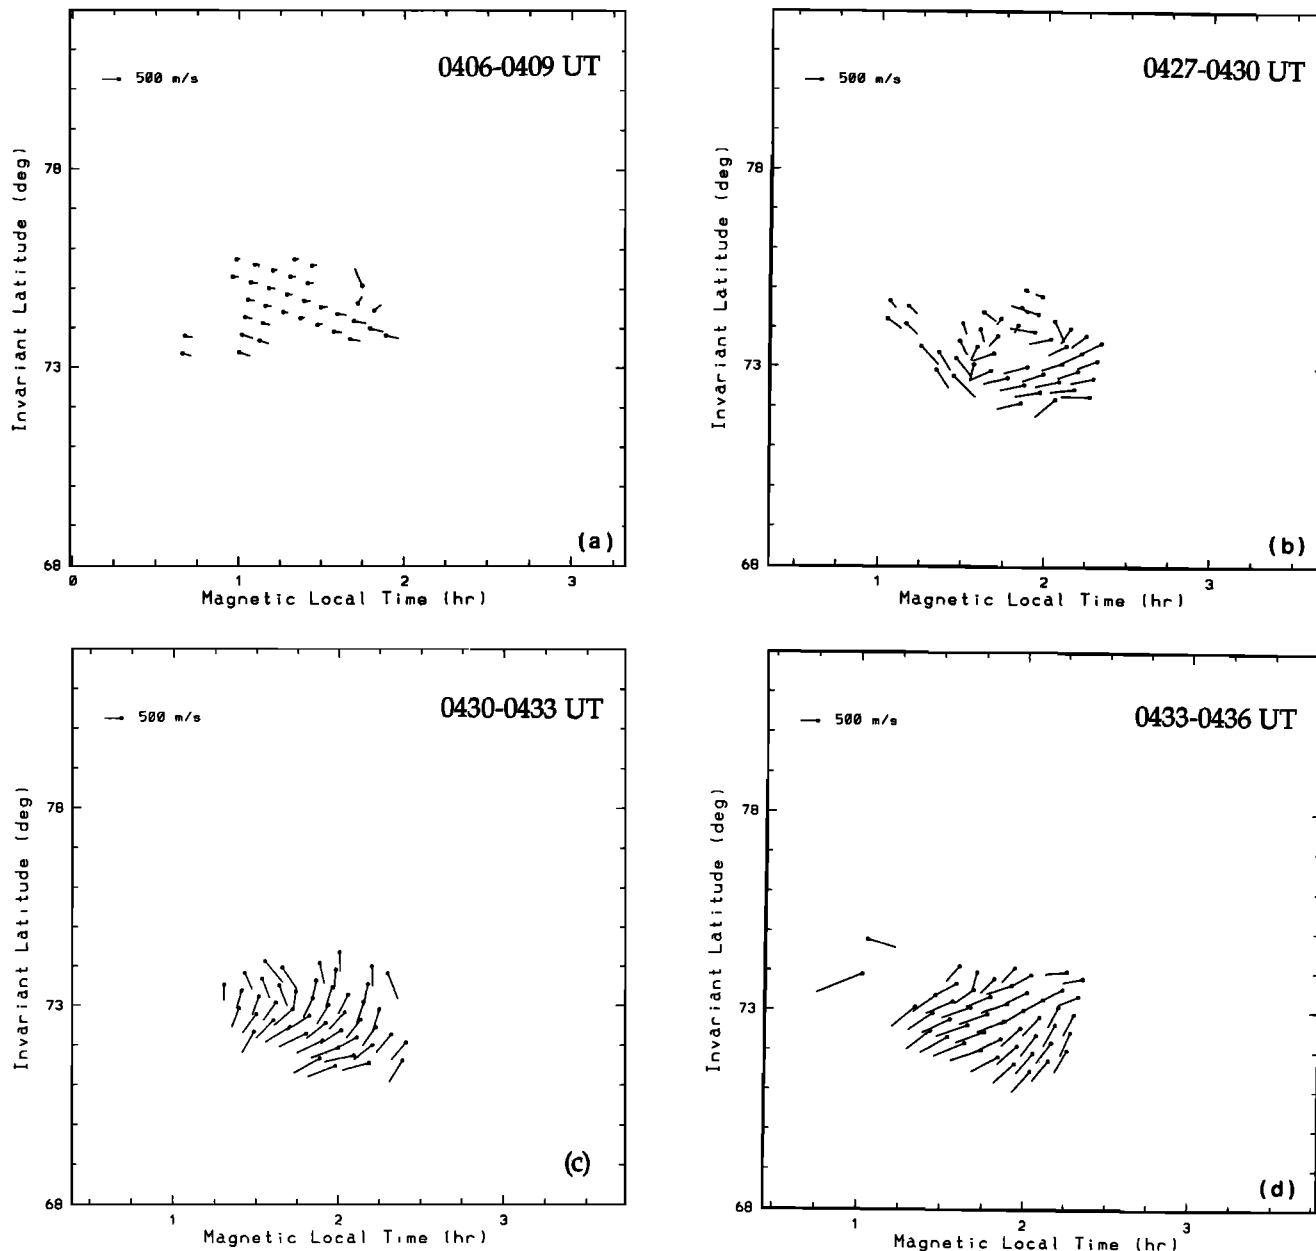 0406-0409 UT
500 m/s
Invariant Latitude (deg)
78
73
68
(a)
0 1 2 3
Magnetic Local Time (hr)
0427-0430 UT
500 m/s
Invariant Latitude (deg)
78
73
68
(b)
1 2 3
Magnetic Local Time (hr)
0430-0433 UT
500 m/s
Invariant Latitude (deg)
78
73
68
(c)
1 2 3
Magnetic Local Time (hr)
0433-0436 UT
500 m/s
Invariant Latitude (deg)
78
73
68
(d)
1 2 3
Magnetic Local Time (hr)